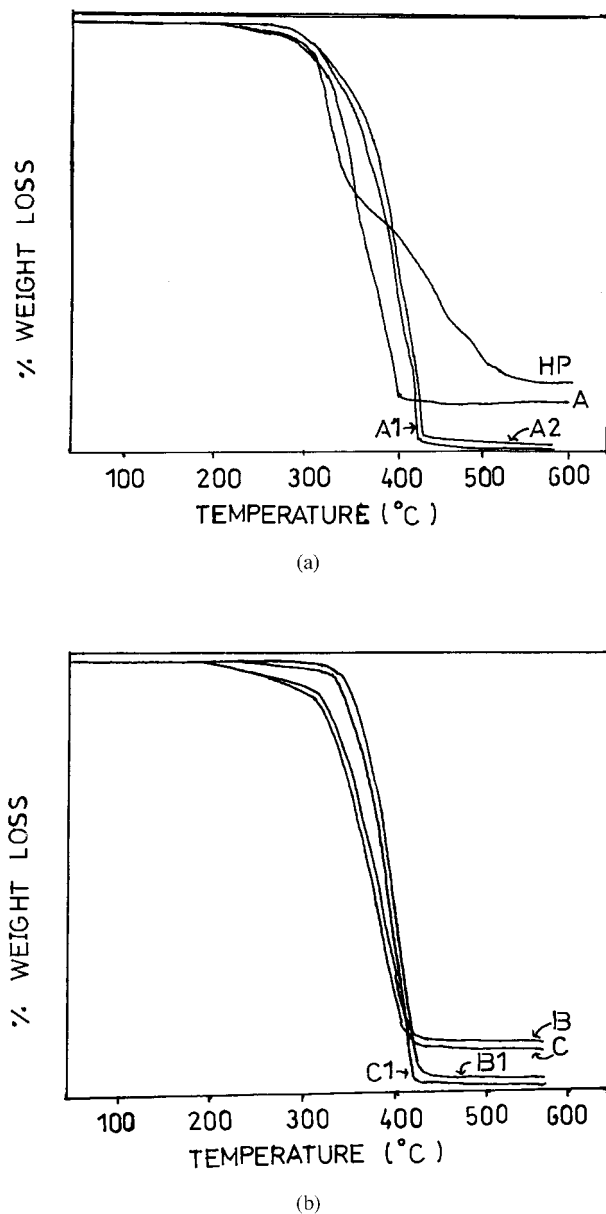 % WEIGHT LOSS
HP
A
A1
A2
100 200 300 400 500 600
TEMPERATURE (°C)
(a)
% WEIGHT LOSS
B
C
C1
B1
100 200 300 400 500 600
TEMPERATURE (°C)
(b)